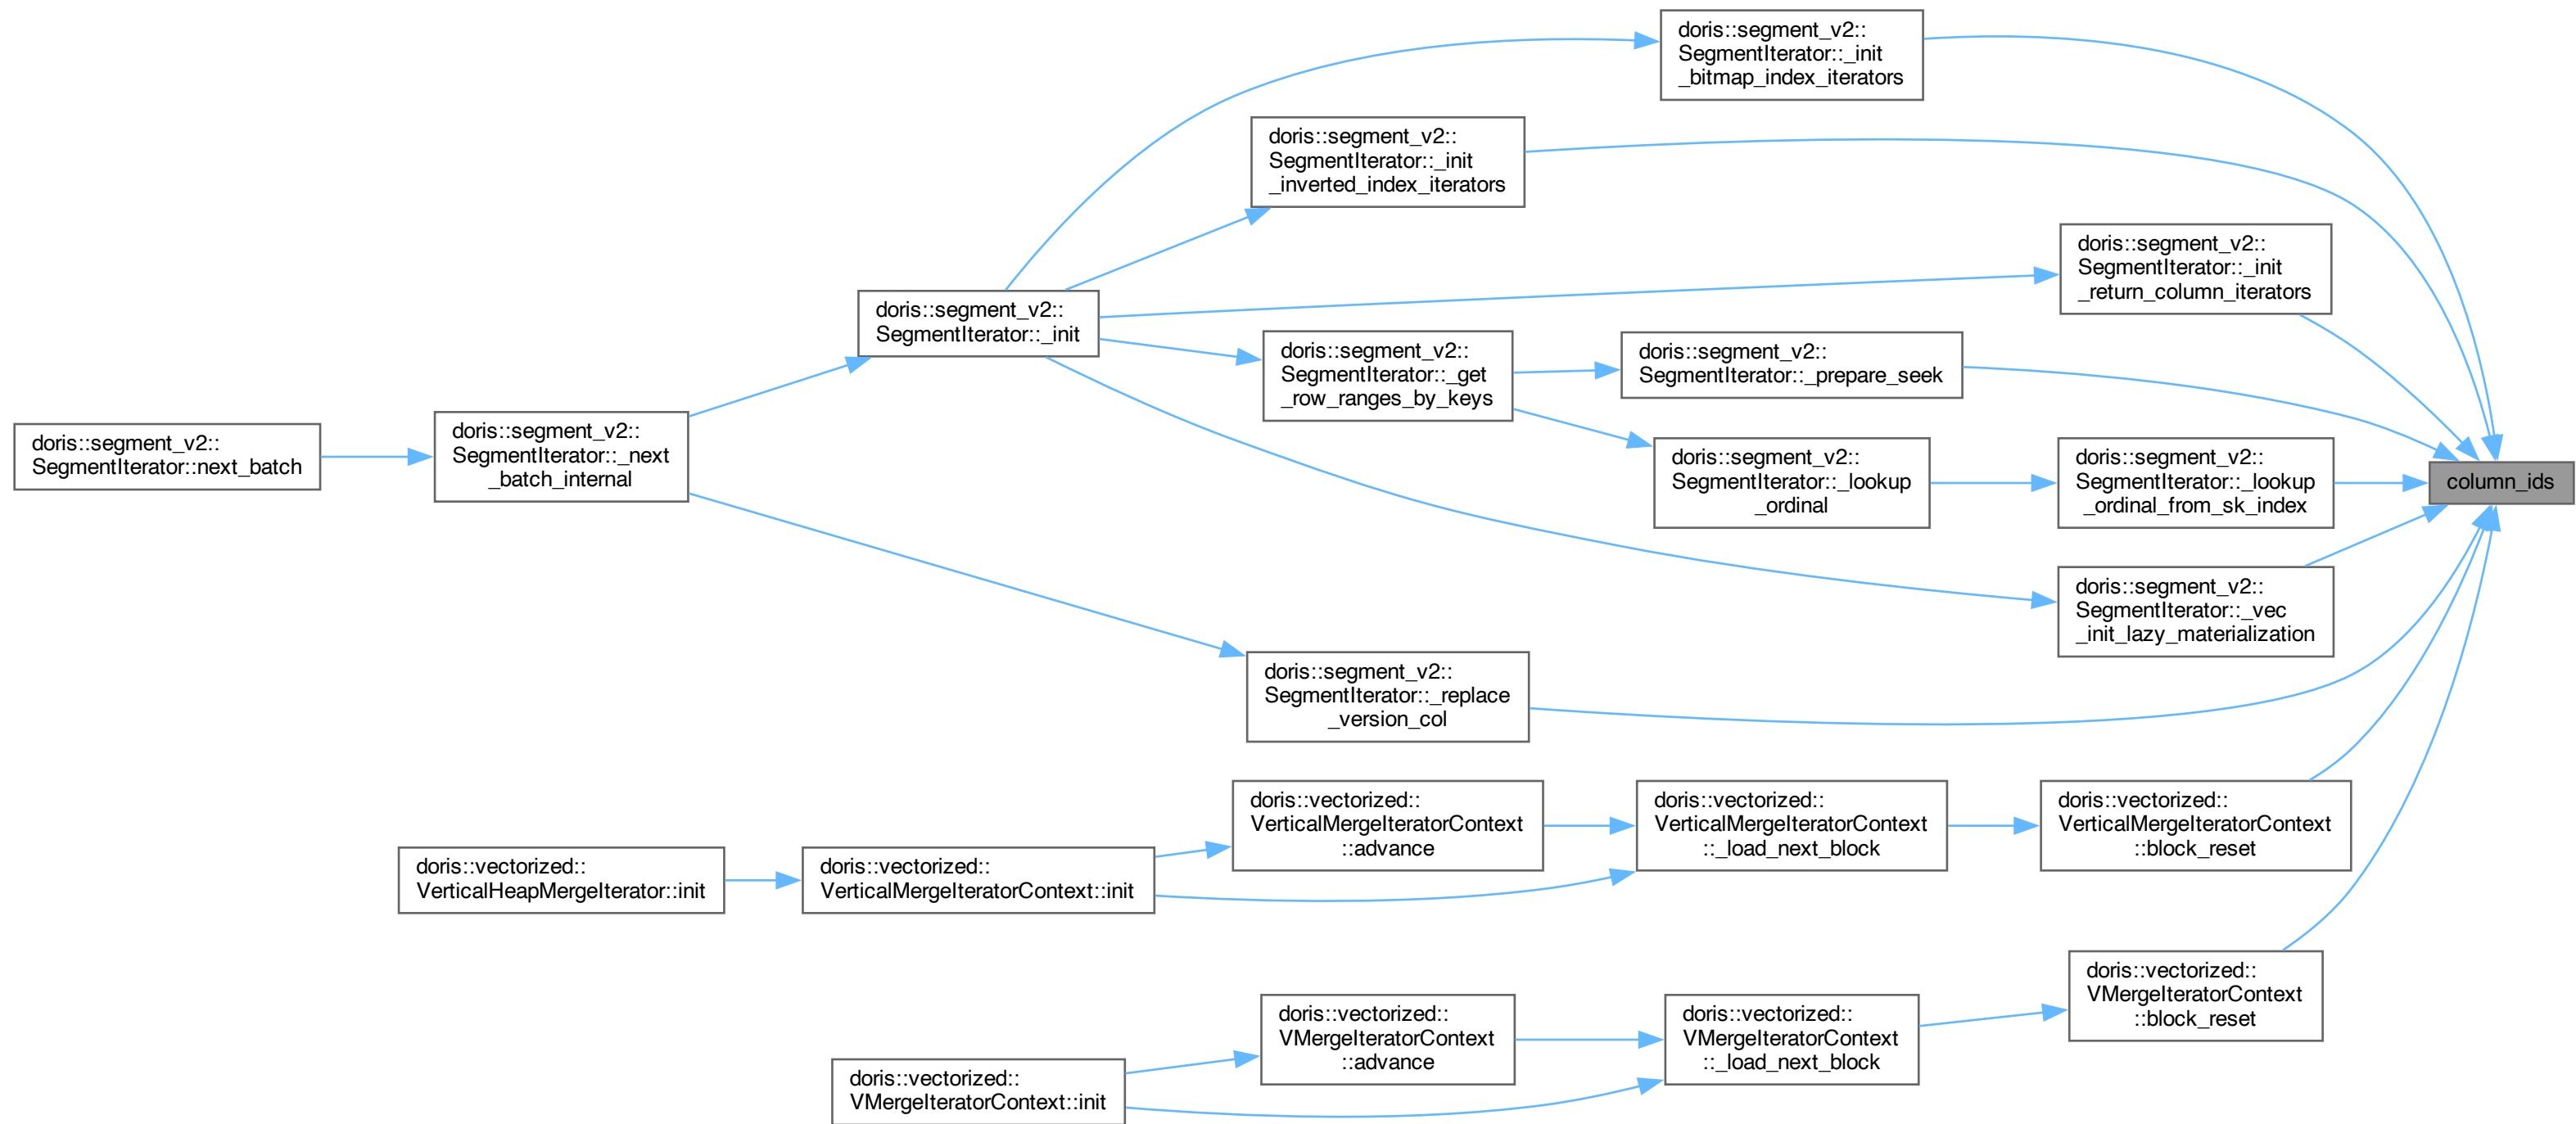 doris::segment_v2::
SegmentIterator::_init
_bitmap_index_iterators
doris::segment_v2::
SegmentIterator::_init
_inverted_index_iterators
doris::segment_v2::
SegmentIterator::_init
_return_column_iterators
doris::segment_v2::
SegmentIterator::_init
doris::segment_v2::
SegmentIterator::_get
_row_ranges_by_keys
doris::segment_v2::
SegmentIterator::_prepare_seek
doris::segment_v2::
SegmentIterator::next_batch
doris::segment_v2::
SegmentIterator::_next
_batch_internal
doris::segment_v2::
SegmentIterator::_lookup
_ordinal
doris::segment_v2::
SegmentIterator::_lookup
_ordinal_from_sk_index
column_ids
doris::segment_v2::
SegmentIterator::_vec
_init_lazy_materialization
doris::segment_v2::
SegmentIterator::_replace
_version_col
doris::vectorized::
VerticalHeapMergeIterator::init
doris::vectorized::
VerticalMergeIteratorContext::init
doris::vectorized::
VerticalMergeIteratorContext
::advance
doris::vectorized::
VerticalMergeIteratorContext
::_load_next_block
doris::vectorized::
VerticalMergeIteratorContext
::block_reset
doris::vectorized::
VMergeIteratorContext::init
doris::vectorized::
VMergeIteratorContext
::advance
doris::vectorized::
VMergeIteratorContext
::_load_next_block
doris::vectorized::
VMergeIteratorContext
::block_reset